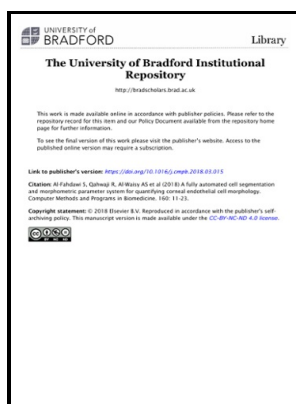 UNIVERSITY of
BRADFORD
Library
The University of Bradford Institutional
Repository
http://bradscholars.brad.ac.uk
This work is made available online in accordance with publisher policies. Please refer to the
repository record for this item and our Policy Document available from the repository home
page for further information.
To see the final version of this work please visit the publisher's website. Access to the
published online version may require a subscription.
Link to publisher's version: https://doi.org/10.1016/j.cmpb.2018.03.015
Citation: Al-Fahdawi S, Qahwaji R, Al-Waisy AS et al (2018) A fully automated cell segmentation
and morphometric parameter system for quantifying corneal endothelial cell morphology.
Computer Methods and Programs in Biomedicine. 160: 11-23.
Copyright statement: © 2018 Elsevier B.V. Reproduced in accordance with the publisher's self-
archiving policy. This manuscript version is made available under the CC-BY-NC-ND 4.0 license.